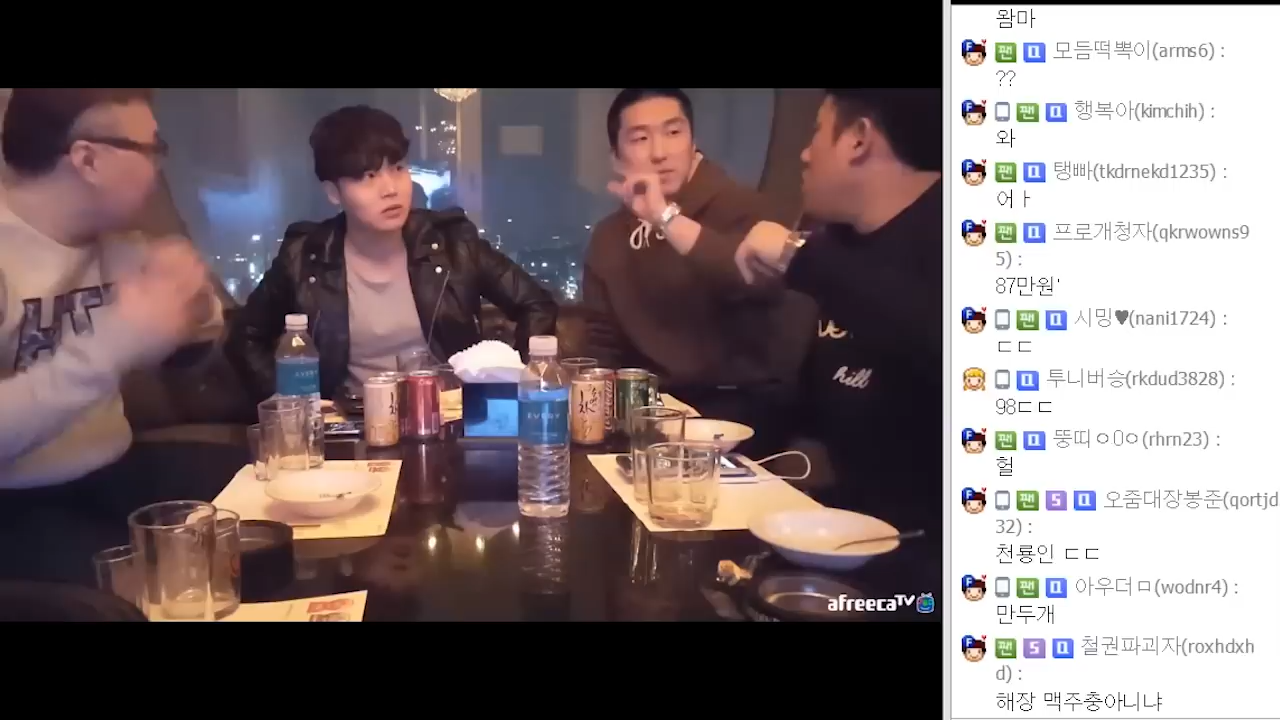 EVERY
EVERY
hill
afreecaTV
왐마
모듬떡뽁이(arms6) :
??
행복아(kimchih) :
와
탱빠(tkdrnekd1235) :
어ㅏ
프로개청자(qkrwowns9
5) :
87만원'
시밍♥(nani1724) :
ㄷㄷ
투니버승(rkdud3828) :
98ㄷㄷ
뚱띠ㅇ0ㅇ(rhrn23) :
헐
오줌대장봉준(qortjd
32) :
천룡인 ㄷㄷ
아우더ㅁ(wodnr4) :
만두개
철권파괴자(roxhdxh
d) :
해장 맥주충아니냐